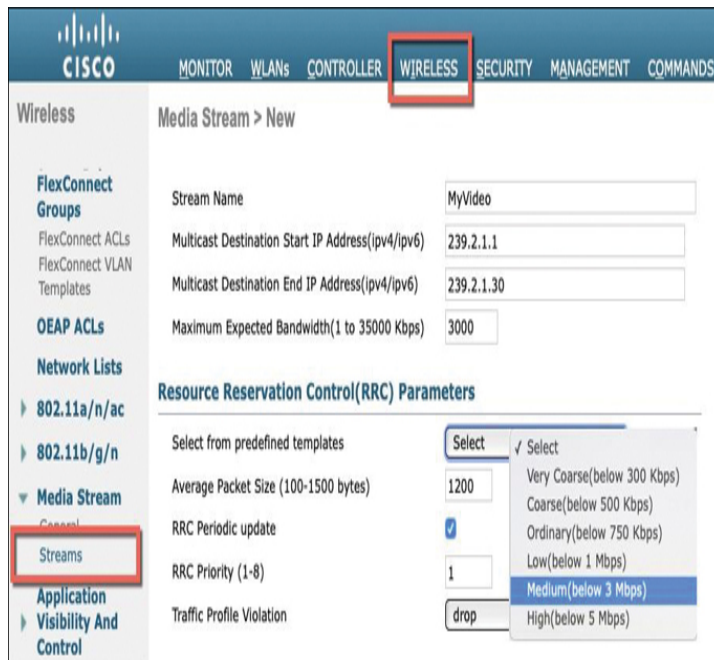 CISCO
MONITOR WLANs CONTROLLER WIRELESS SECURITY MANAGEMENT COMMANDS
Wireless
FlexConnect
Groups
FlexConnect ACLs
FlexConnect VLAN
Templates
OEAP ACLs
Network Lists
802.11a/n/ac
802.11b/g/n
Media Stream
General
Streams
Application
Visibility And
Control
Media Stream > New
Stream Name MyVideo
Multicast Destination Start IP Address(ipv4/ipv6) 239.2.1.1
Multicast Destination End IP Address(ipv4/ipv6) 239.2.1.30
Maximum Expected Bandwidth(1 to 35000 Kbps) 3000
Resource Reservation Control(RRC) Parameters
Select from predefined templates Select
Average Packet Size (100-1500 bytes) 1200
RRC Periodic update
RRC Priority (1-8) 1
Traffic Profile Violation drop
✓ Select
Very Coarse(below 300 Kbps)
Coarse(below 500 Kbps)
Ordinary(below 750 Kbps)
Low(below 1 Mbps)
Medium(below 3 Mbps)
High(below 5 Mbps)